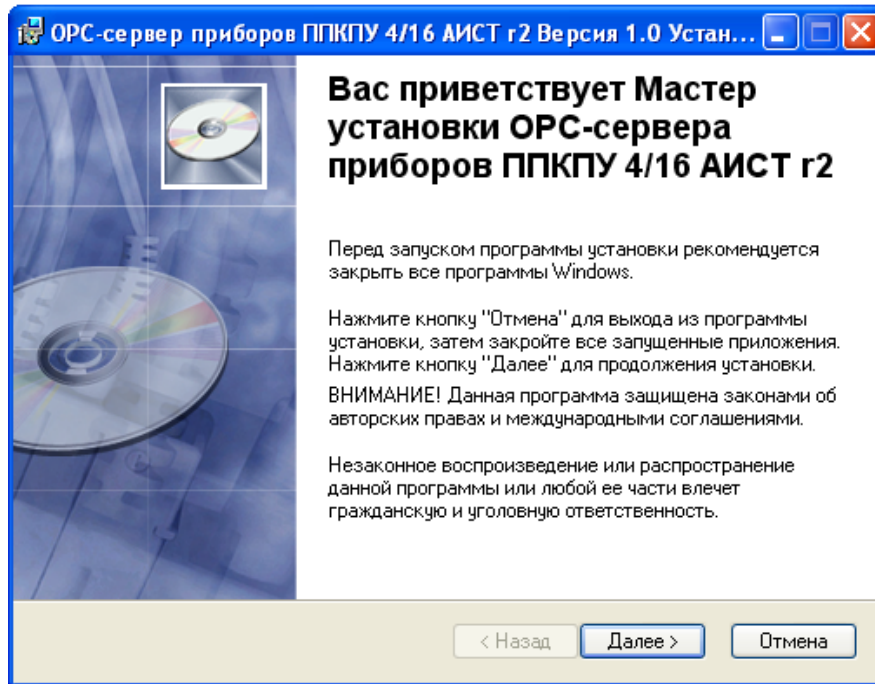 OPC-сервер приборов ППКПУ 4/16 АИСТ r2 Версия 1.0 Устан...
Вас приветствует Мастер
установки OPC-сервера
приборов ППКПУ 4/16 АИСТ r2
Перед запуском программы установки рекомендуется
закрыть все программы Windows.
Нажмите кнопку "Отмена" для выхода из программы
установки, затем закройте все запущенные приложения.
Нажмите кнопку "Далее" для продолжения установки.
ВНИМАНИЕ! Данная программа защищена законами об
авторских правах и международными соглашениями.
Незаконное воспроизведение или распространение
данной программы или любой ее части влечет
гражданскую и уголовную ответственность.
< Назад
Далее >
Отмена